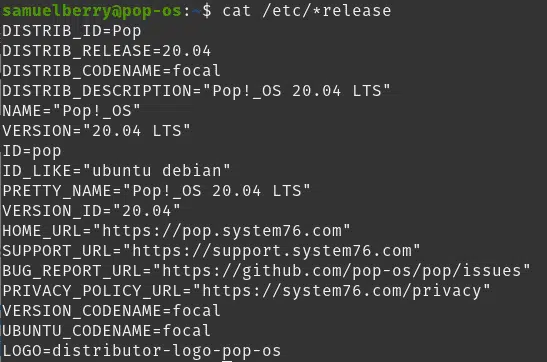 samuelberry@pop-os:~$ cat /etc/*release
DISTRIB_ID=Pop
DISTRIB_RELEASE=20.04
DISTRIB_CODENAME=focal
DISTRIB_DESCRIPTION="Pop!_OS 20.04 LTS"
NAME="Pop!_OS"
VERSION="20.04 LTS"
ID=pop
ID_LIKE="ubuntu debian"
PRETTY_NAME="Pop!_OS 20.04 LTS"
VERSION_ID="20.04"
HOME_URL="https://pop.system76.com"
SUPPORT_URL="https://support.system76.com"
BUG_REPORT_URL="https://github.com/pop-os/pop/issues"
PRIVACY_POLICY_URL="https://system76.com/privacy"
VERSION_CODENAME=focal
UBUNTU_CODENAME=focal
LOGO=distributor-logo-pop-os